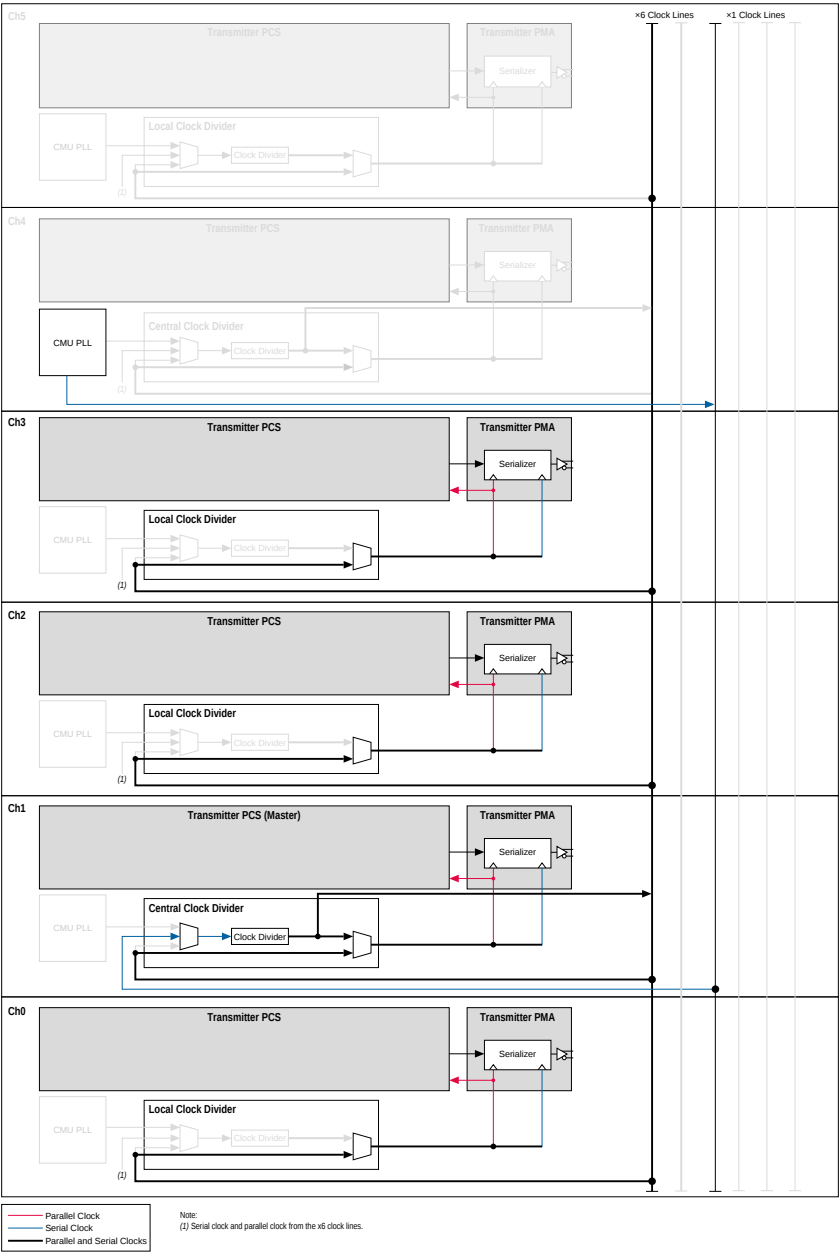 ×6 Clock Lines
×1 Clock Lines
Ch5
Transmitter PCS
Transmitter PMA
Serializer
Local Clock Divider
CMU PLL
Clock Divider
(1)
Ch4
Transmitter PCS
Transmitter PMA
Serializer
Central Clock Divider
CMU PLL
Clock Divider
(1)
Ch3
Transmitter PCS
Transmitter PMA
Serializer
Local Clock Divider
CMU PLL
Clock Divider
(1)
Ch2
Transmitter PCS
Transmitter PMA
Serializer
Local Clock Divider
CMU PLL
Clock Divider
(1)
Ch1
Transmitter PCS (Master)
Transmitter PMA
Serializer
Central Clock Divider
CMU PLL
Clock Divider
Ch0
Transmitter PCS
Transmitter PMA
Serializer
Local Clock Divider
CMU PLL
Clock Divider
(1)
Parallel Clock
Serial Clock
Parallel and Serial Clocks
Note:
(1) Serial clock and parallel clock from the x6 clock lines.